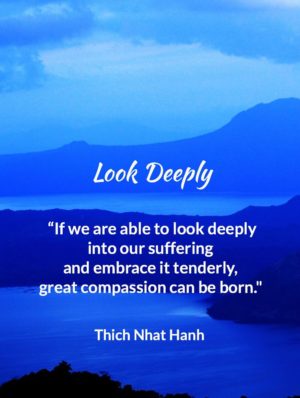 Look Deeply
“If we are able to look deeply
into our suffering
and embrace it tenderly,
great compassion can be born."
Thich Nhat Hanh